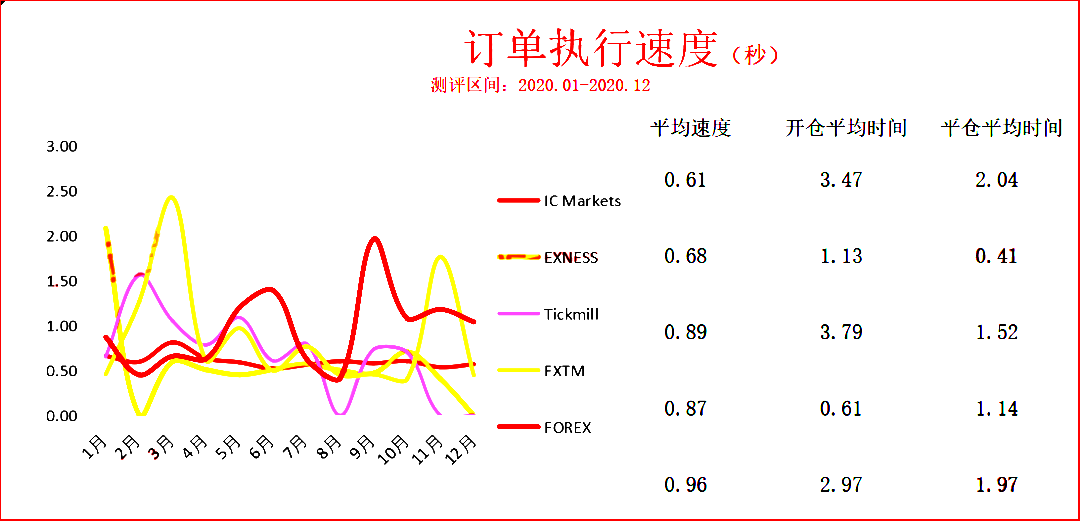 订单执行速度（秒）
测评区间：2020.01-2020.12
平均速度 开仓平均时间 平仓平均时间
3.00
2.50
2.00
1.50
1.00
0.50
0.00
1月 2月 3月 4月 5月 6月 7月 8月 9月 10月 11月 12月
IC Markets
EXNESS
Tickmill
FXTM
FOREX
0.61 3.47 2.04
0.68 1.13 0.41
0.89 3.79 1.52
0.87 0.61 1.14
0.96 2.97 1.97